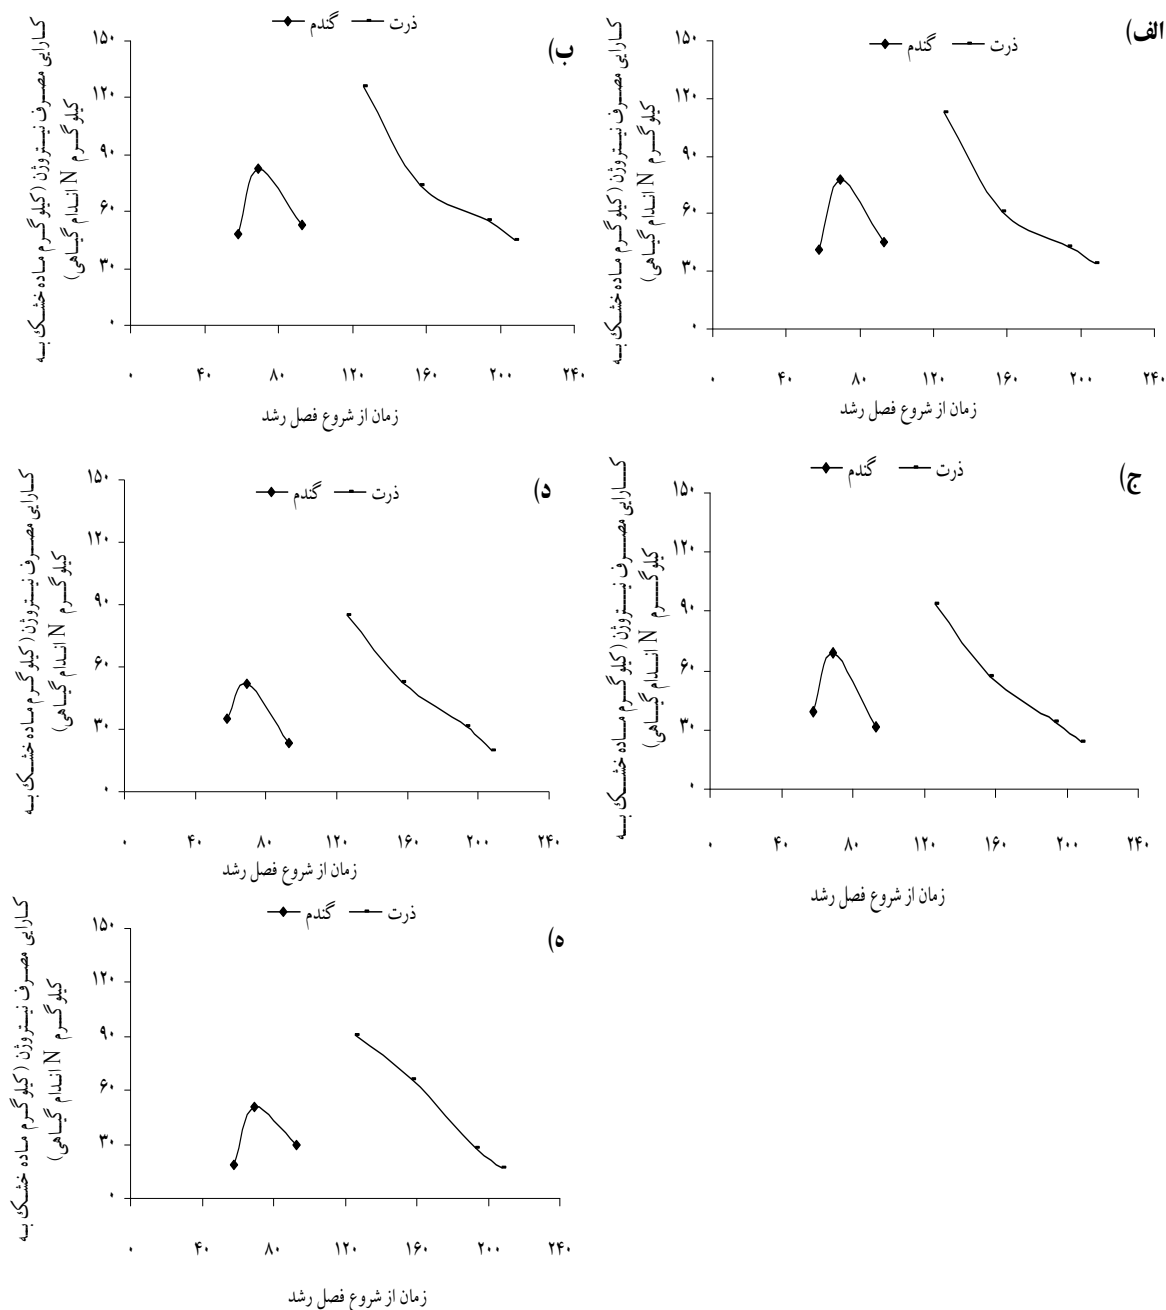 الف)
گندم ذرت
کارایی مصرف نیتروژن (کیلوگرم ماده خشک به
کیلوگرم N اندام گیاهی)
۱۵۰
۱۲۰
۹۰
۶۰
۳۰
۰
۰ ۴۰ ۸۰ ۱۲۰ ۱۶۰ ۲۰۰ ۲۴۰
زمان از شروع فصل رشد
ب)
گندم ذرت
کارایی مصرف نیتروژن (کیلوگرم ماده خشک به
کیلوگرم N اندام گیاهی)
۱۵۰
۱۲۰
۹۰
۶۰
۳۰
۰
۰ ۴۰ ۸۰ ۱۲۰ ۱۶۰ ۲۰۰ ۲۴۰
زمان از شروع فصل رشد
ج)
گندم ذرت
کارایی مصرف نیتروژن (کیلوگرم ماده خشک به
کیلوگرم N اندام گیاهی)
۱۵۰
۱۲۰
۹۰
۶۰
۳۰
۰
۰ ۴۰ ۸۰ ۱۲۰ ۱۶۰ ۲۰۰ ۲۴۰
زمان از شروع فصل رشد
د)
گندم ذرت
کارایی مصرف نیتروژن (کیلوگرم ماده خشک به
کیلوگرم N اندام گیاهی)
۱۵۰
۱۲۰
۹۰
۶۰
۳۰
۰
۰ ۴۰ ۸۰ ۱۲۰ ۱۶۰ ۲۰۰ ۲۴۰
زمان از شروع فصل رشد
ه)
گندم ذرت
کارایی مصرف نیتروژن (کیلوگرم ماده خشک به
کیلوگرم N اندام گیاهی)
۱۵۰
۱۲۰
۹۰
۶۰
۳۰
۰
۰ ۴۰ ۸۰ ۱۲۰ ۱۶۰ ۲۰۰ ۲۴۰
زمان از شروع فصل رشد